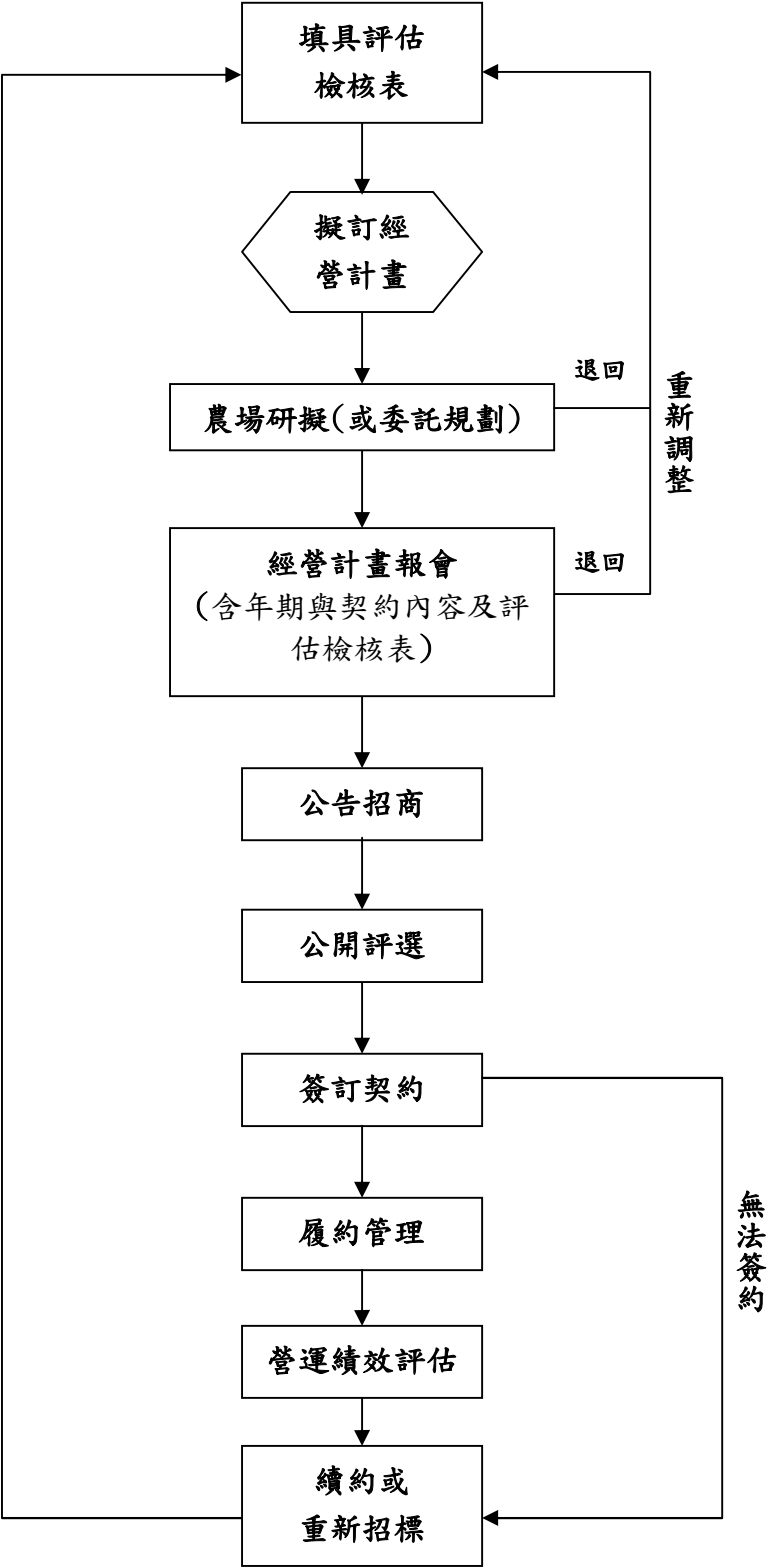 填具評估
檢核表
擬訂經
營計畫
退回
農場研擬(或委託規劃)
重新調整
經營計畫報會
退回
(含年期與契約內容及評
估檢核表)
公告招商
公開評選
簽訂契約
履約管理
無法簽約
營運績效評估
續約或
重新招標